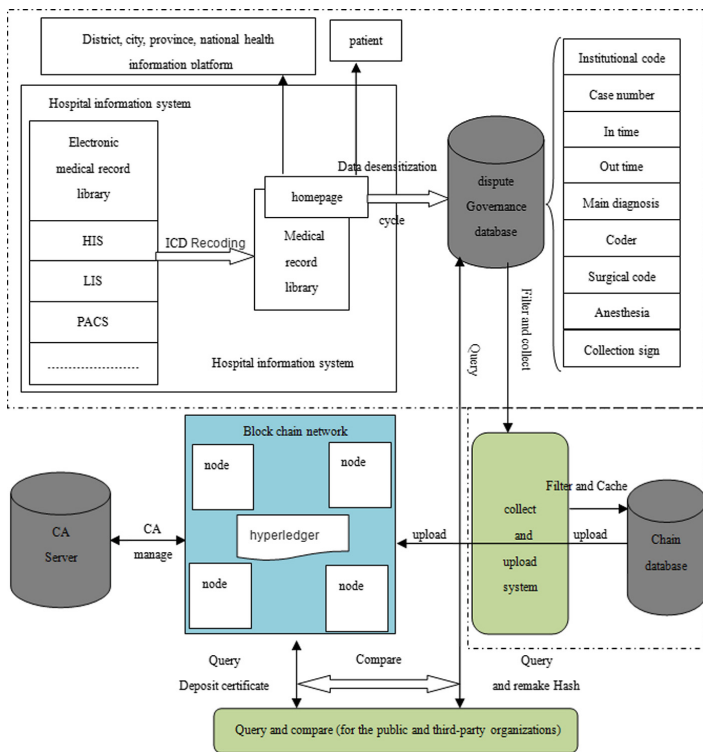 District, city, province, national health
information platform
patient
Hospital information system
Electronic
medical record
library
HIS
LIS
PACS
........................
ICD Recoding
homepage
Medical
record
library
Hospital information system
Data desensitization
cycle
dispute
Governance
database
Institutional code
Case number
In time
Out time
Main diagnosis
Coder
Surgical code
Anesthesia
Collection sign
Filter and collect
Query
Block chain network
node
node
hyperledger
node
node
CA
Server
CA
manage
upload
collect
and
upload
system
Filter and Cache
upload
Chain
database
Query
Deposit certificate
Compare
Query
and remake Hash
Query and compare (for the public and third-party organizations)